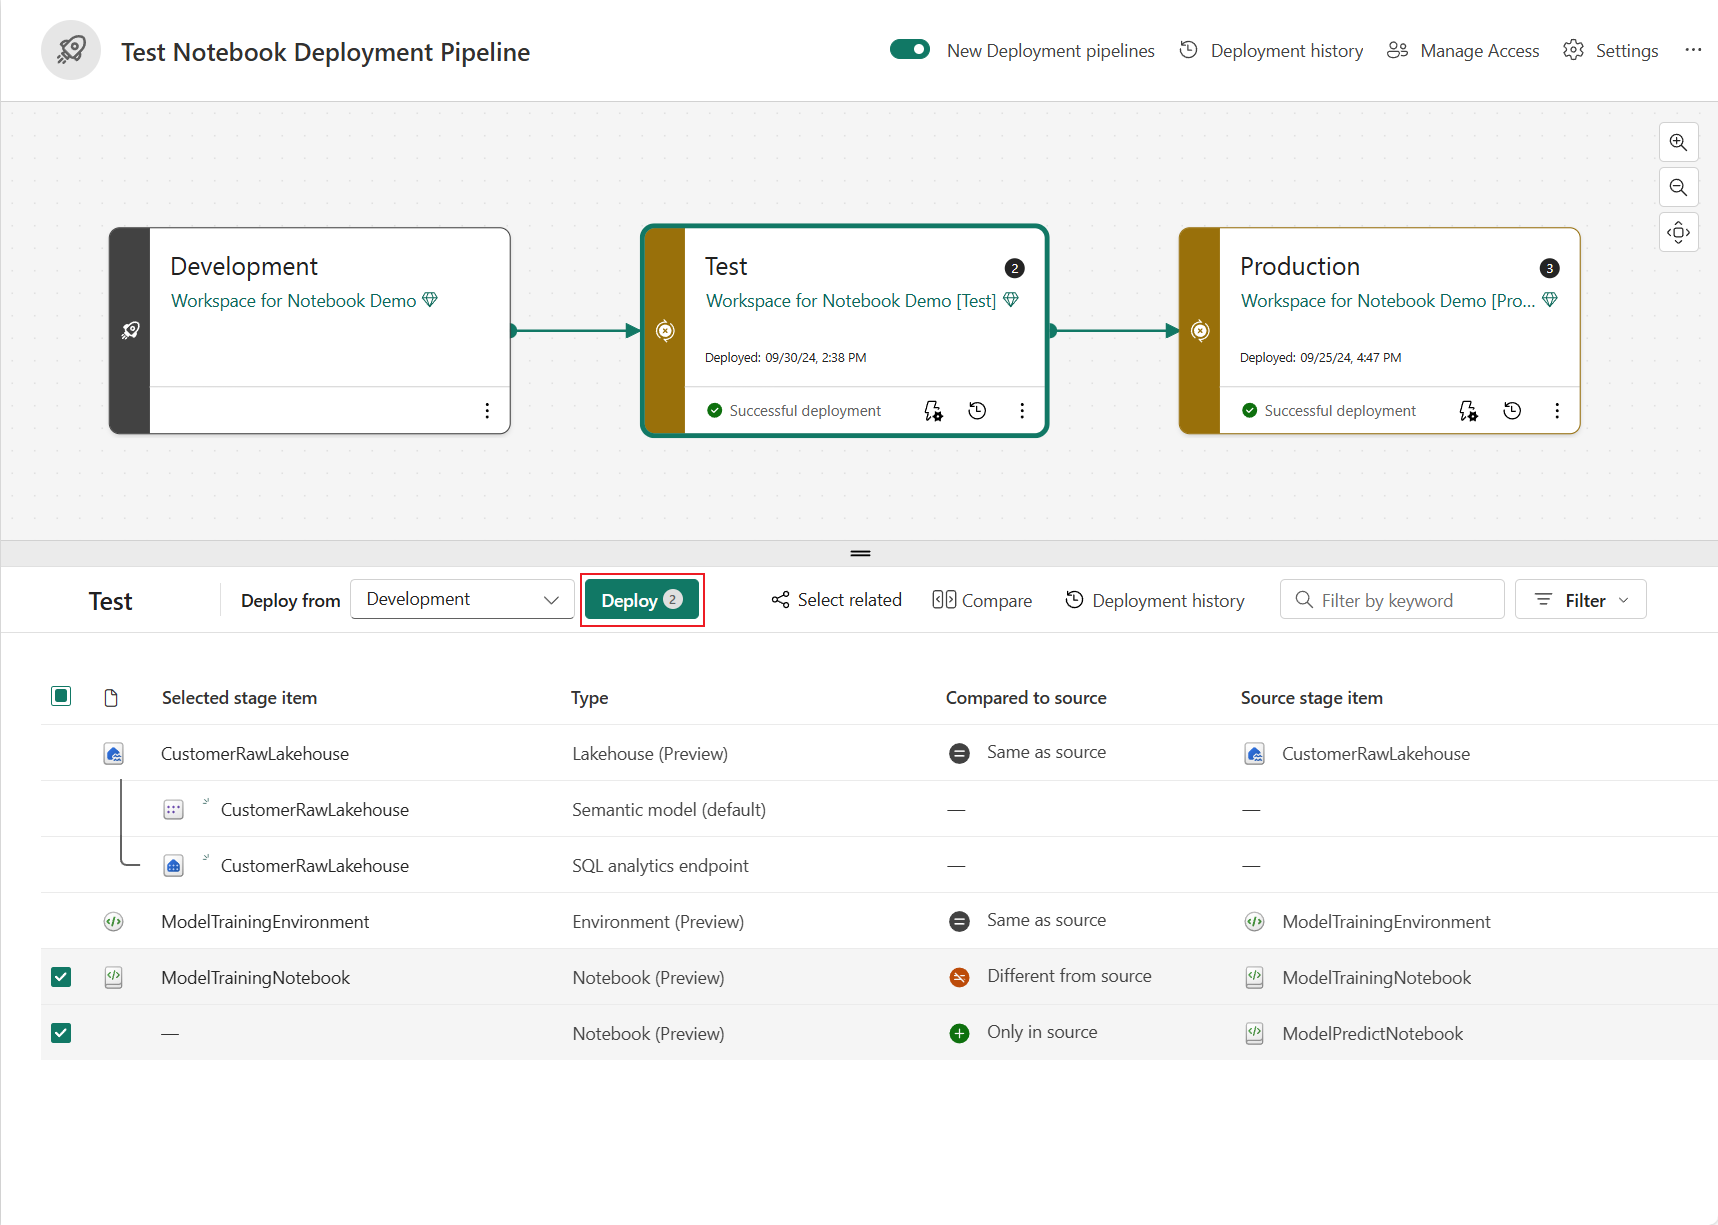 Test Notebook Deployment Pipeline
New Deployment pipelines
Deployment history
Manage Access
Settings
Development
Workspace for Notebook Demo
Test
2
Workspace for Notebook Demo [Test]
Deployed: 09/30/24, 2:38 PM
Successful deployment
Production
3
Workspace for Notebook Demo [Pro...
Deployed: 09/25/24, 4:47 PM
Successful deployment
Test
Deploy from
Development
Deploy 2
Select related
Compare
Deployment history
Filter by keyword
Filter
Selected stage item Type Compared to source Source stage item
CustomerRawLakehouse Lakehouse (Preview) Same as source CustomerRawLakehouse
CustomerRawLakehouse Semantic model (default) — —
CustomerRawLakehouse SQL analytics endpoint — —
ModelTrainingEnvironment Environment (Preview) Same as source ModelTrainingEnvironment
ModelTrainingNotebook Notebook (Preview) Different from source ModelTrainingNotebook
— Notebook (Preview) Only in source ModelPredictNotebook